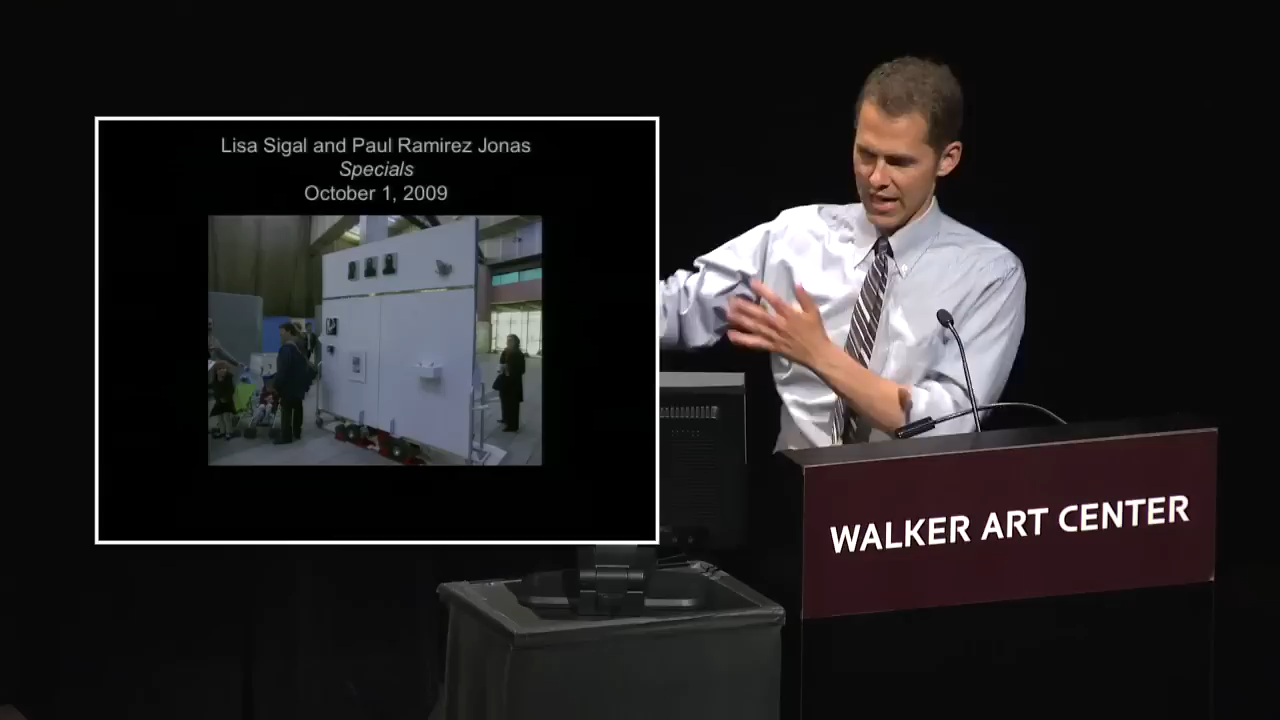 Lisa Sigal and Paul Ramirez Jonas
Specials
October 1, 2009
WALKER ART CENTER